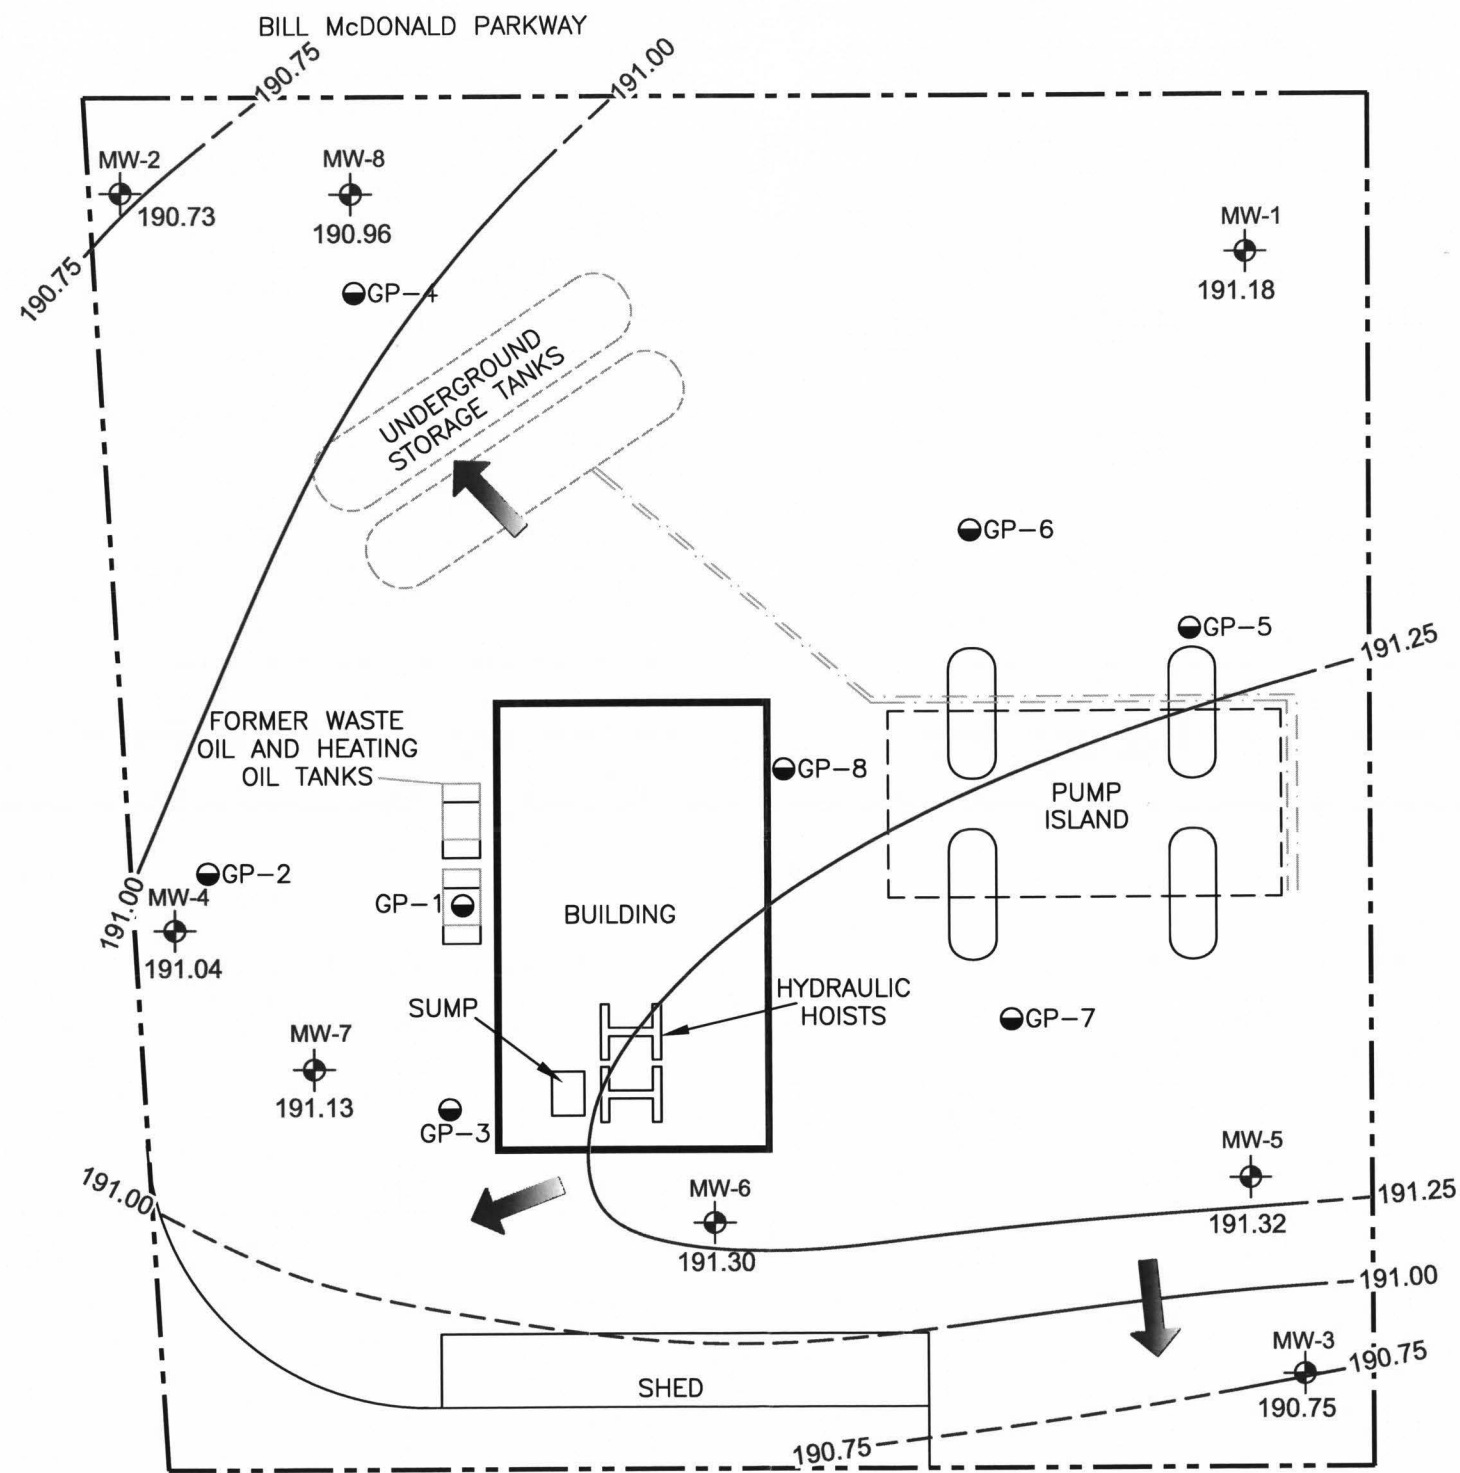 BILL McDONALD PARKWAY
190.75
191.00
MW-2
MW-8
190.73
190.96
MW-1
191.18
190.75
GP-4
UNDERGROUND
STORAGE TANKS
GP-6
GP-5
191.25
FORMER WASTE
OIL AND HEATING
OIL TANKS
GP-8
PUMP
ISLAND
GP-2
MW-4
191.00
191.04
GP-1
BUILDING
HYDRAULIC
HOISTS
SUMP
GP-7
MW-7
191.13
GP-3
MW-5
191.32
191.00
MW-6
191.30
191.25
191.00
MW-3
190.75
190.75
SHED
190.75